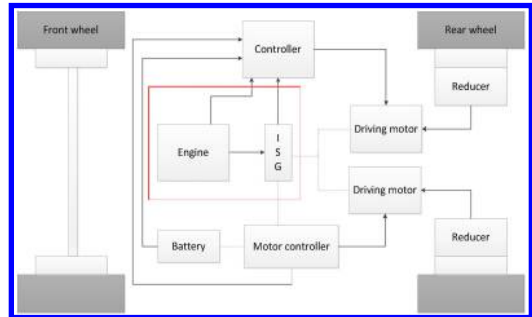 Front wheel
Controller
Rear wheel
Reducer
Engine
I
S
G
Driving motor
Driving motor
Battery
Motor controller
Reducer